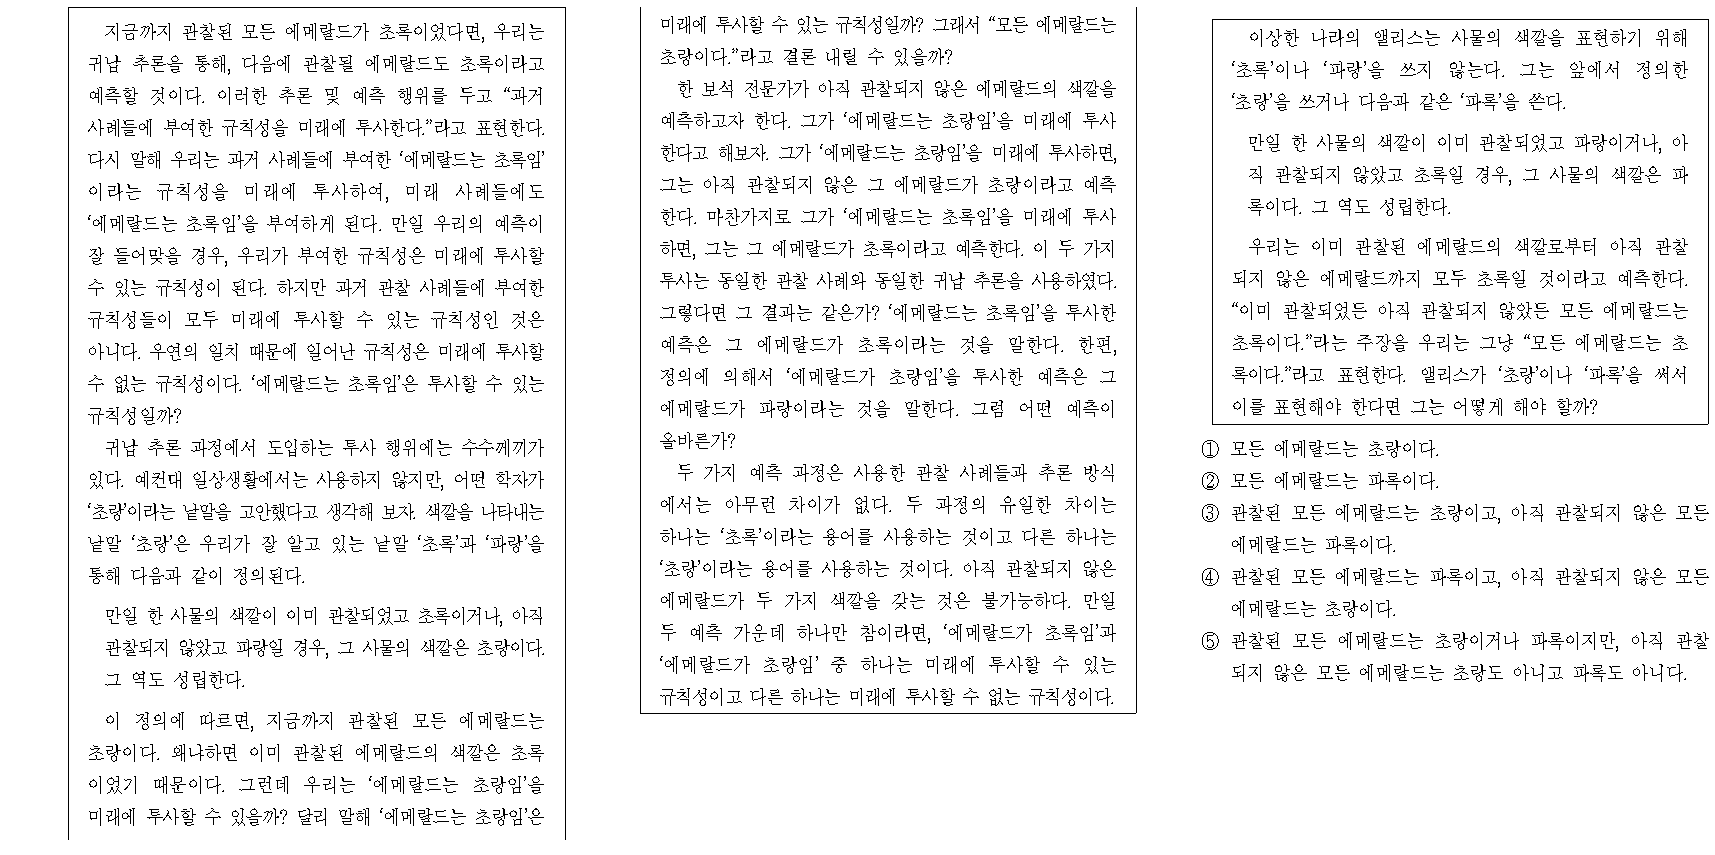 지금까지 관찰된 모든 에메랄드가 초록이었다면, 우리는
귀납 추론을 통해, 다음에 관찰될 에메랄드도 초록이라고
예측할 것이다. 이러한 추론 및 예측 행위를 두고 “과거
사례들에 부여한 규칙성을 미래에 투사한다.”라고 표현한다.
다시 말해 우리는 과거 사례들에 부여한 ‘에메랄드는 초록임’
이라는 규칙성을 미래에 투사하여, 미래 사례들에도
‘에메랄드는 초록임’을 부여하게 된다. 만일 우리의 예측이
잘 들어맞을 경우, 우리가 부여한 규칙성은 미래에 투사할
수 있는 규칙성이 된다. 하지만 과거 관찰 사례들에 부여한
규칙성들이 모두 미래에 투사할 수 있는 규칙성인 것은
아니다. 우연의 일치 때문에 일어난 규칙성은 미래에 투사할
수 없는 규칙성이다. ‘에메랄드는 초록임’은 투사할 수 있는
규칙성일까?
귀납 추론 과정에서 도입하는 투사 행위에는 수수께끼가
있다. 예컨대 일상생활에서는 사용하지 않지만, 어떤 학자가
‘초랑’이라는 낱말을 고안했다고 생각해 보자. 색깔을 나타내는
낱말 ‘초랑’은 우리가 잘 알고 있는 낱말 ‘초록’과 ‘파랑’을
통해 다음과 같이 정의된다.
만일 한 사물의 색깔이 이미 관찰되었고 초록이거나, 아직
관찰되지 않았고 파랑일 경우, 그 사물의 색깔은 초랑이다.
그 역도 성립한다.
이 정의에 따르면, 지금까지 관찰된 모든 에메랄드는
초랑이다. 왜냐하면 이미 관찰된 에메랄드의 색깔은 초록
이었기 때문이다. 그런데 우리는 ‘에메랄드는 초랑임’을
미래에 투사할 수 있을까? 달리 말해 ‘에메랄드는 초랑임’은
미래에 투사할 수 있는 규칙성일까? 그래서 “모든 에메랄드는
초랑이다.”라고 결론 내릴 수 있을까?
한 보석 전문가가 아직 관찰되지 않은 에메랄드의 색깔을
예측하고자 한다. 그가 ‘에메랄드는 초랑임’을 미래에 투사
한다고 해보자. 그가 ‘에메랄드는 초랑임’을 미래에 투사하면,
그는 아직 관찰되지 않은 그 에메랄드가 초랑이라고 예측
한다. 마찬가지로 그가 ‘에메랄드는 초록임’을 미래에 투사
하면, 그는 그 에메랄드가 초록이라고 예측한다. 이 두 가지
투사는 동일한 관찰 사례와 동일한 귀납 추론을 사용하였다.
그렇다면 그 결과는 같은가? ‘에메랄드는 초록임’을 투사한
예측은 그 에메랄드가 초록이라는 것을 말한다. 한편,
정의에 의해서 ‘에메랄드가 초랑임’을 투사한 예측은 그
에메랄드가 파랑이라는 것을 말한다. 그럼 어떤 예측이
올바른가?
두 가지 예측 과정은 사용한 관찰 사례들과 추론 방식
에서는 아무런 차이가 없다. 두 과정의 유일한 차이는
하나는 ‘초록’이라는 용어를 사용하는 것이고 다른 하나는
‘초랑’이라는 용어를 사용하는 것이다. 아직 관찰되지 않은
에메랄드가 두 가지 색깔을 갖는 것은 불가능하다. 만일
두 예측 가운데 하나만 참이라면, ‘에메랄드가 초록임’과
‘에메랄드가 초랑임’ 중 하나는 미래에 투사할 수 있는
규칙성이고 다른 하나는 미래에 투사할 수 없는 규칙성이다.
이상한 나라의 앨리스는 사물의 색깔을 표현하기 위해
‘초록’이나 ‘파랑’을 쓰지 않는다. 그는 앞에서 정의한
‘초랑’을 쓰거나 다음과 같은 ‘파록’을 쓴다.
만일 한 사물의 색깔이 이미 관찰되었고 파랑이거나, 아
직 관찰되지 않았고 초록일 경우, 그 사물의 색깔은 파
록이다. 그 역도 성립한다.
우리는 이미 관찰된 에메랄드의 색깔로부터 아직 관찰
되지 않은 에메랄드까지 모두 초록일 것이라고 예측한다.
“이미 관찰되었든 아직 관찰되지 않았든 모든 에메랄드는
초록이다.”라는 주장을 우리는 그냥 “모든 에메랄드는 초
록이다.”라고 표현한다. 앨리스가 ‘초랑’이나 ‘파록’을 써서
이를 표현해야 한다면 그는 어떻게 해야 할까?
① 모든 에메랄드는 초랑이다.
② 모든 에메랄드는 파록이다.
③ 관찰된 모든 에메랄드는 초랑이고, 아직 관찰되지 않은 모든
에메랄드는 파록이다.
④ 관찰된 모든 에메랄드는 파록이고, 아직 관찰되지 않은 모든
에메랄드는 초랑이다.
⑤ 관찰된 모든 에메랄드는 초랑이거나 파록이지만, 아직 관찰
되지 않은 모든 에메랄드는 초랑도 아니고 파록도 아니다.